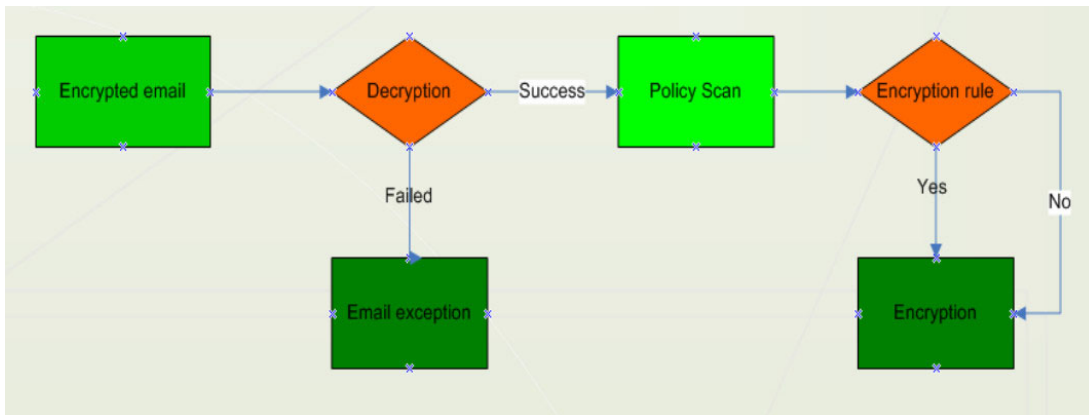 Encrypted email
Decryption
Success
Policy Scan
Encryption rule
Failed
Yes
No
Email exception
Encryption